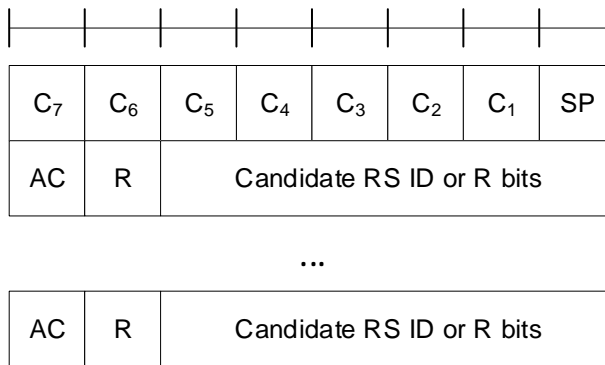 C₇ C₆ C₅ C₄ C₃ C₂ C₁ SP
AC R Candidate RS ID or R bits
...
AC R Candidate RS ID or R bits